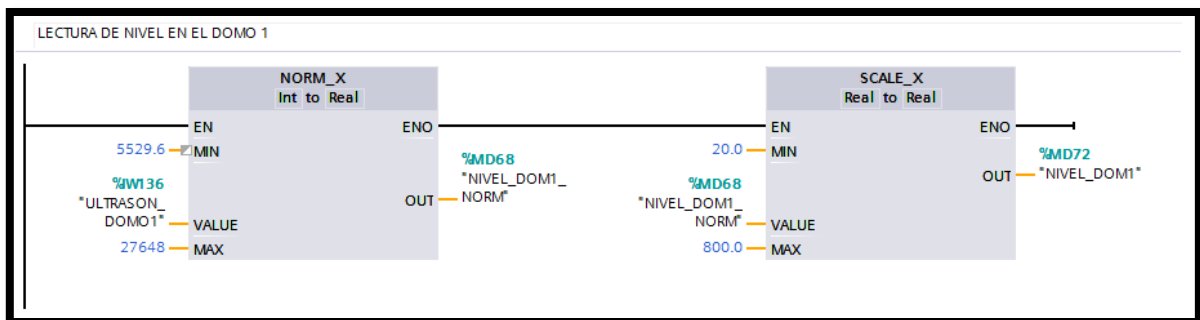 LECTURA DE NIVEL EN EL DOMO 1
NORM_X
Int to Real
EN
ENO
5529.6
MIN
%IW136
"ULTRASON_
DOMO1"
VALUE
27648
MAX
%MD68
"NIVEL_DOM1_
NORM"
OUT
SCALE_X
Real to Real
EN
ENO
20.0
MIN
%MD68
"NIVEL_DOM1_
NORM"
VALUE
800.0
MAX
%MD72
OUT
"NIVEL_DOM1"